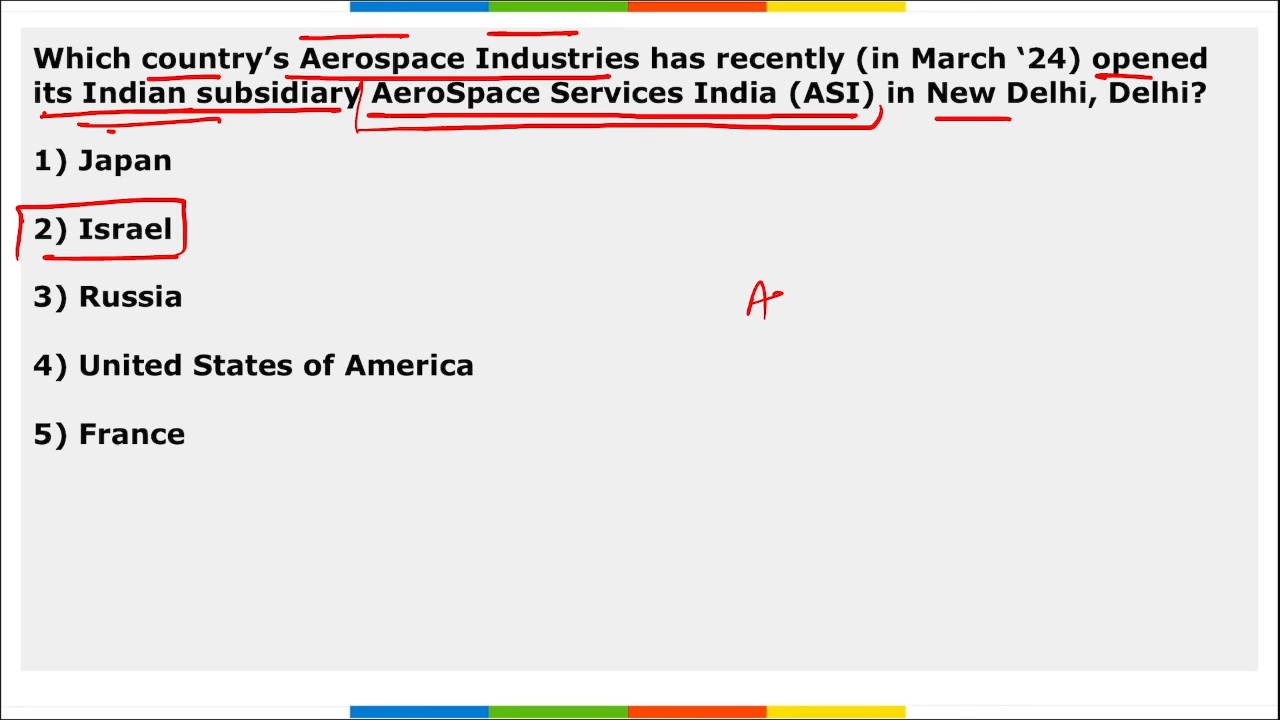 Which country’s Aerospace Industries has recently (in March ‘24) opened
its Indian subsidiary AeroSpace Services India (ASI) in New Delhi, Delhi?
1) Japan
2) Israel
3) Russia
A
4) United States of America
5) France